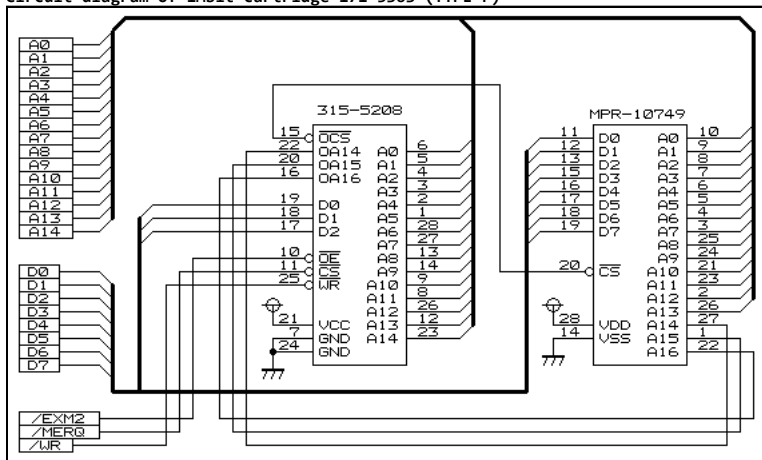 Circuit diagram of cartridge
A0
A1
A2
A3
A4
A5
A6
A7
A8
A9
A10
A11
A12
A13
A14
D0
D1
D2
D3
D4
D5
D6
D7
/EXM2
/MERQ
/WR
315-5208
15 OCS
22 OA14
20 OA15
16 OA16
19 D0
18 D1
17 D2
10 OE
11 CS
25 WR
21 VCC
7 GND
24 GND
A0 6
A1 5
A2 4
A3 3
A4 2
A5 1
A6 28
A7 27
A8 13
A9 14
A10 9
A11 8
A12 26
A13 12
A14 23
MPR-10749
11 D0
12 D1
13 D2
15 D3
16 D4
17 D5
18 D6
19 D7
20 CS
28 VDD
14 VSS
A0 10
A1 9
A2 8
A3 7
A4 6
A5 5
A6 4
A7 3
A8 25
A9 24
A10 21
A11 23
A12 2
A13 26
A14 27
A15 1
A16 22